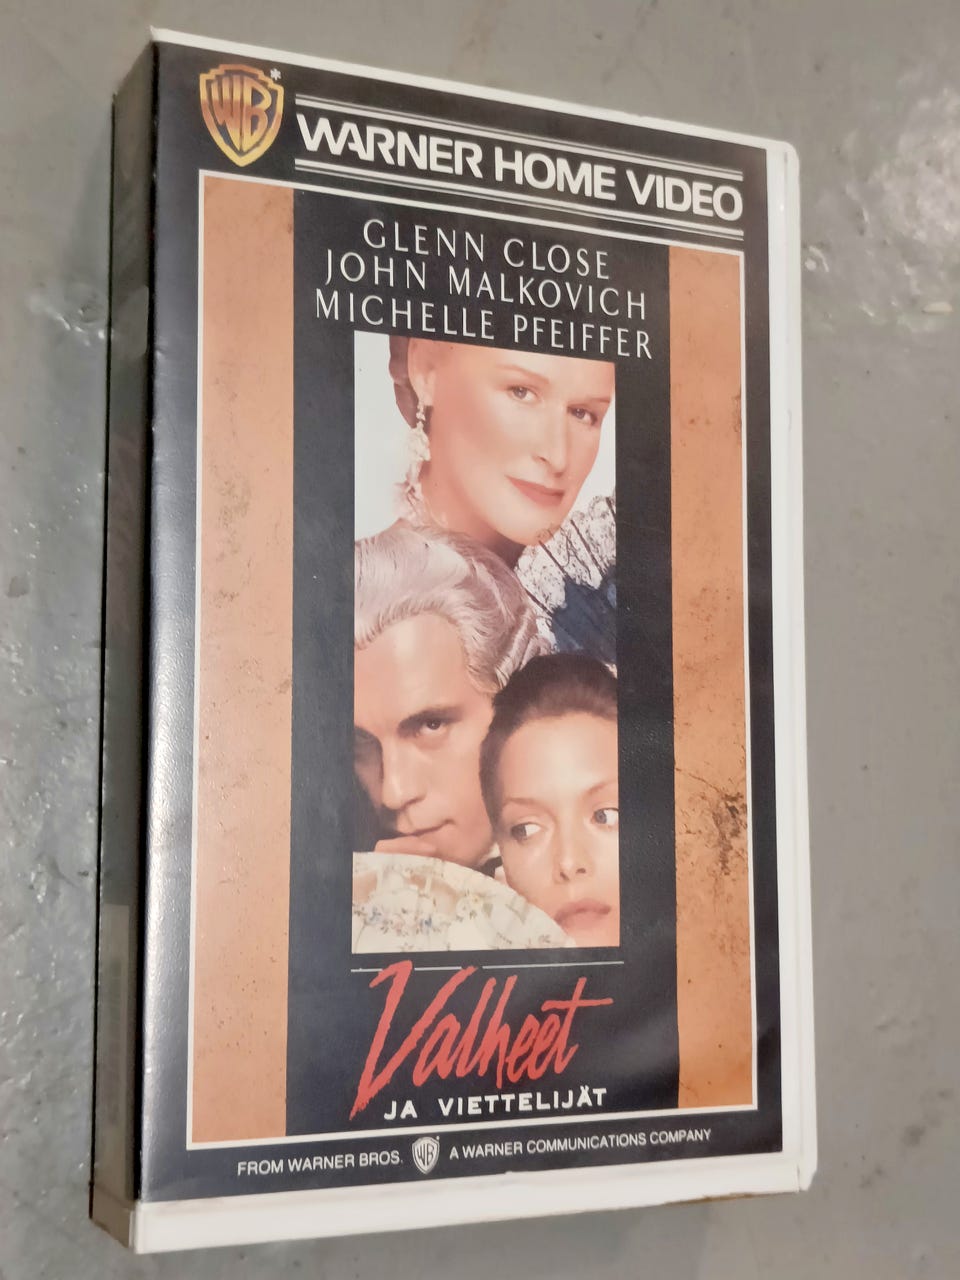 WB
WARNER HOME VIDEO
GLENN CLOSE
JOHN MALKOVICH
MICHELLE PFEIFFER
Valheet
JA VIETTELIJÄT
FROM WARNER BROS. WB A WARNER COMMUNICATIONS COMPANY